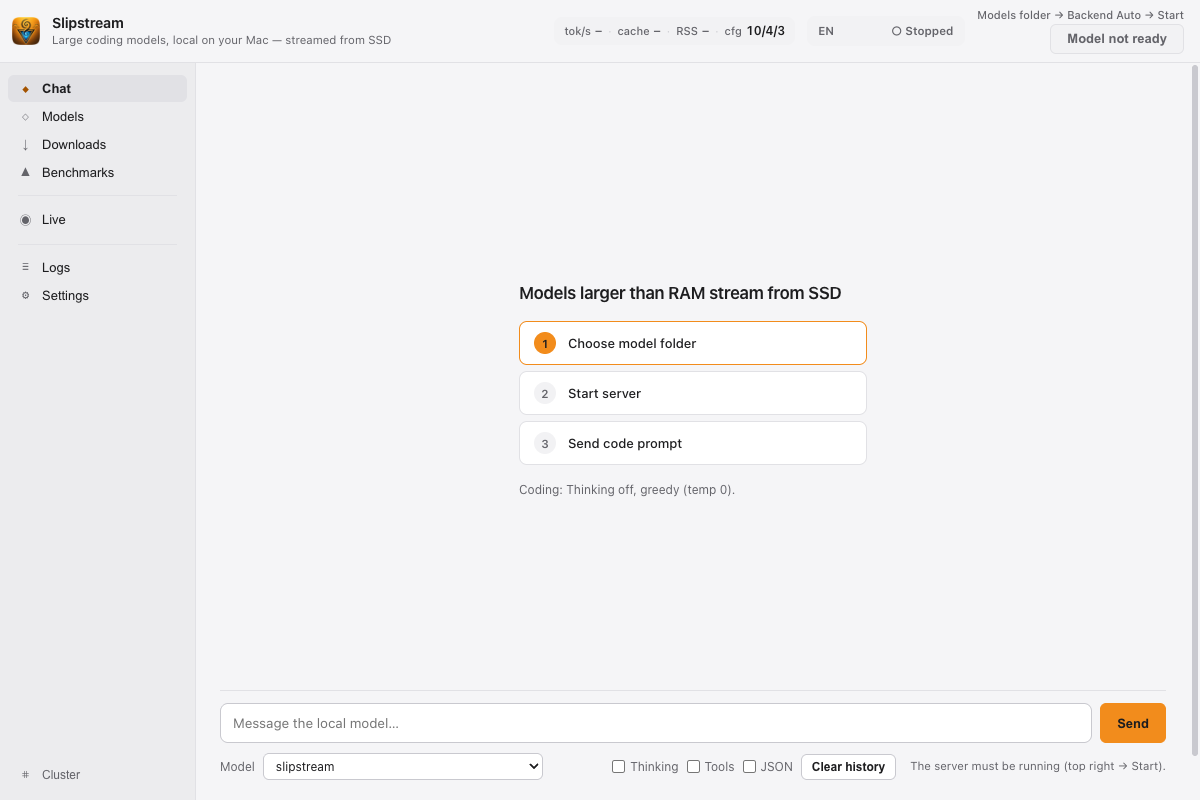 Slipstream
Large coding models, local on your Mac — streamed from SSD
tok/s – · cache – · RSS – · cfg 10/4/3
EN
Stopped
Models folder → Backend Auto → Start
Model not ready
Chat
Models
Downloads
Benchmarks
Live
Logs
Settings
Cluster
Models larger than RAM stream from SSD
1 Choose model folder
2 Start server
3 Send code prompt
Coding: Thinking off, greedy (temp 0).
Message the local model...
Send
Model slipstream
Thinking
Tools
JSON
Clear history
The server must be running (top right → Start).